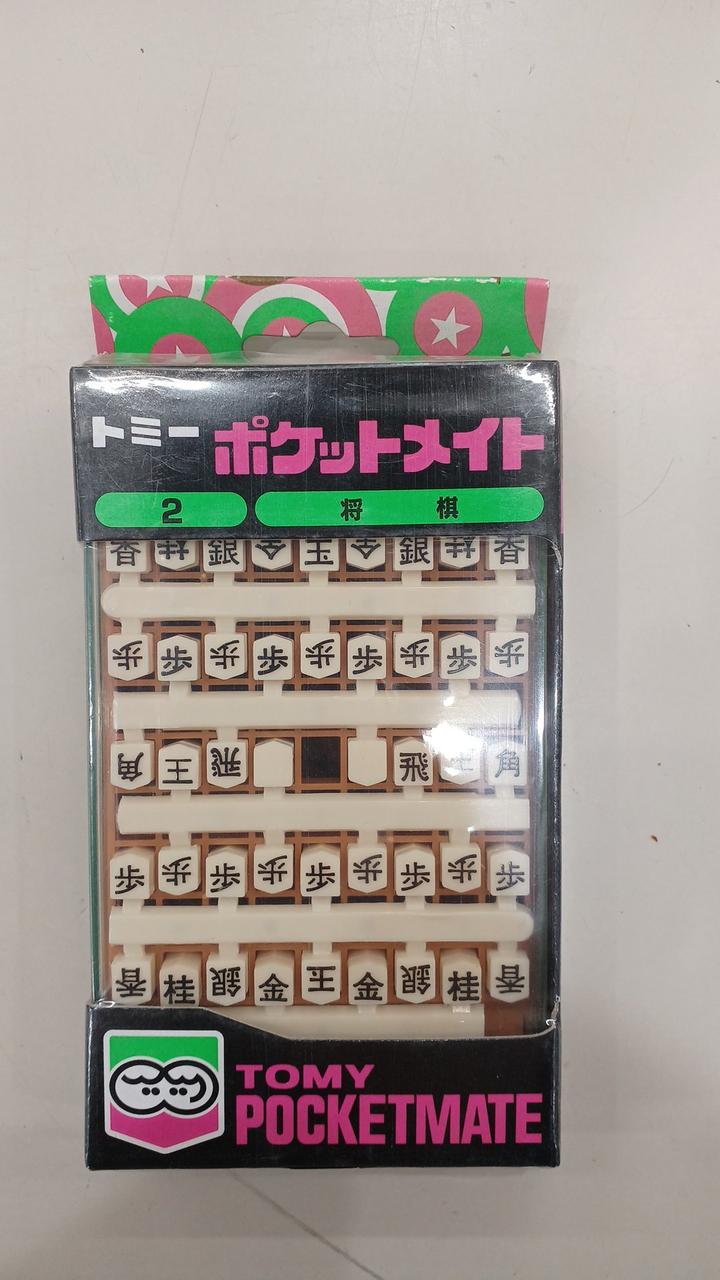 トミー ポケットメイト
2 将棋
香 桂 銀 金 玉 金 銀 桂 香
歩 歩 歩 歩 歩 歩 歩 歩 歩
角 王 飛 飛 角
歩 歩 歩 歩 歩 歩 歩 歩 歩
香 桂 銀 金 王 金 銀 桂 香
TOMY
POCKETMATE